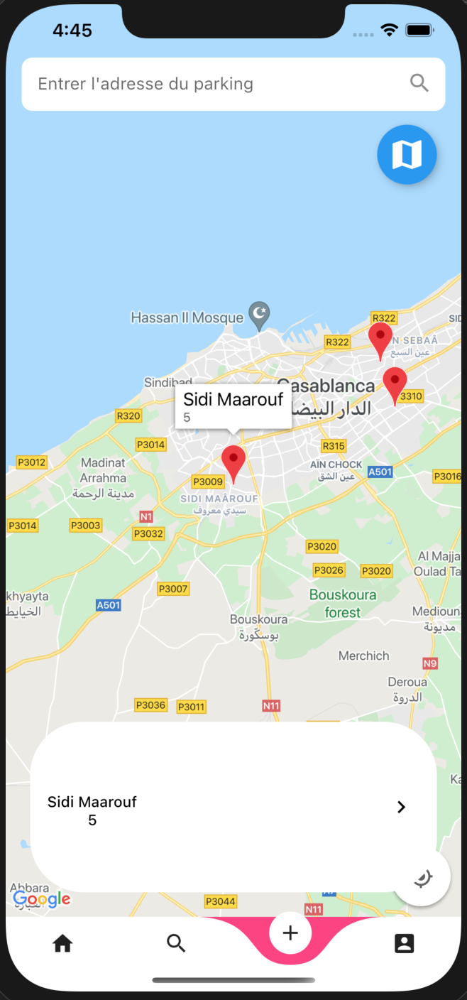 4:45
Entrer l'adresse du parking
Hassan II Mosque
R322
SID
R322
N SEBAÂ
عين السبع
Sindibad
Casablanca
3310
Sidi Maarouf
5
الدار البيضا
R320
P3014
R315
P3012
Madinat
Arrahma
مدينة الرحمة
AÏN CHOCK
عين الشق
A501
P3016
P3009
SIDI MAÂROUF
سيدي معروف
N1
P3014
P3003
P3032
P3020
Al Majja
Oulad Ta
P3026
P3020
P3007
Bouskoura
forest
khyayta
الخيايط
A501
Bouskoura
بوسكورة
Mediouna
مديونة
Merchich
N9
Deroua
الدروة
P3036
P3011
N11
Ka
Sidi Maarouf
5
Abbara
Google
P3044
N11